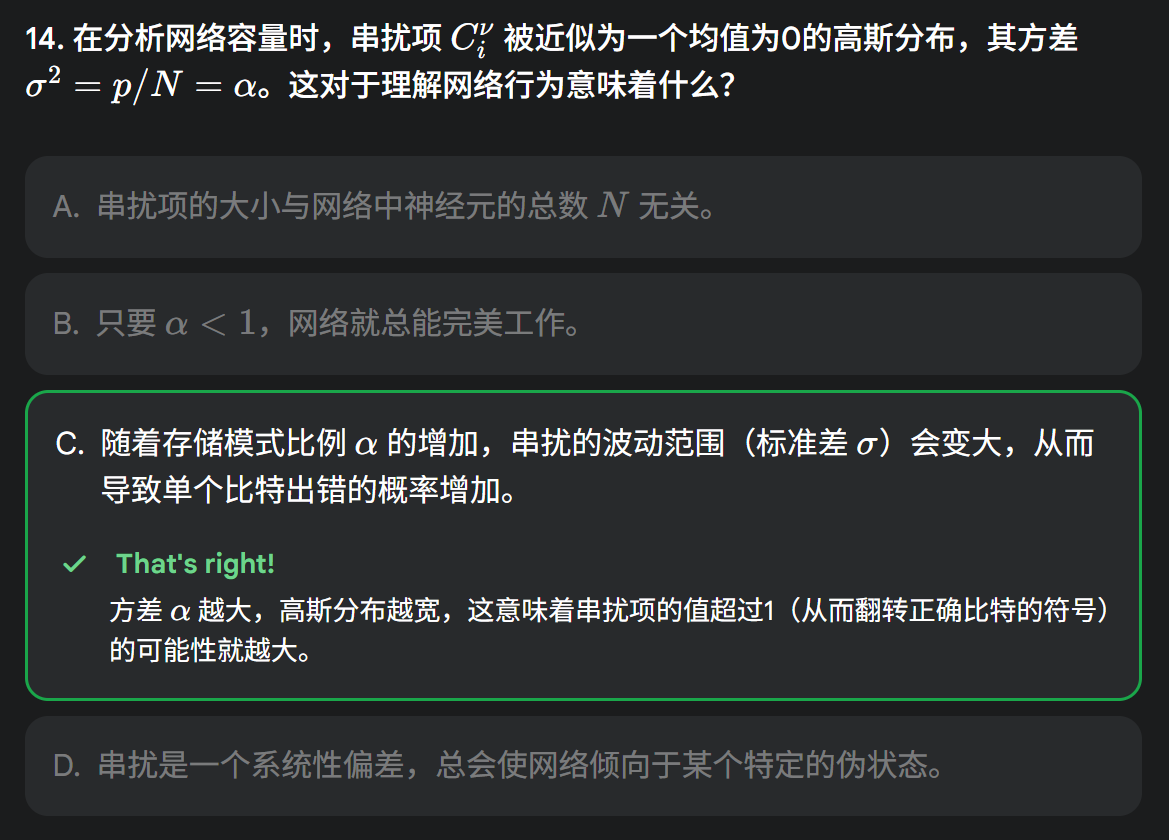 14. 在分析网络容量时，串扰项 $C_i^\nu$ 被近似为一个均值为0的高斯分布，其方差
$\sigma^2 = p/N = \alpha$。这对于理解网络行为意味着什么？
A. 串扰项的大小与网络中神经元的总数 $N$ 无关。
B. 只要 $\alpha < 1$，网络就总能完美工作。
C. 随着存储模式比例 $\alpha$ 的增加，串扰的波动范围（标准差 $\sigma$）会变大，从而
导致单个比特出错的概率增加。
✓ That's right!
方差 $\alpha$ 越大，高斯分布越宽，这意味着串扰项的值超过1（从而翻转正确比特的符号）
的可能性就越大。
D. 串扰是一个系统性偏差，总会使网络倾向于某个特定的伪状态。